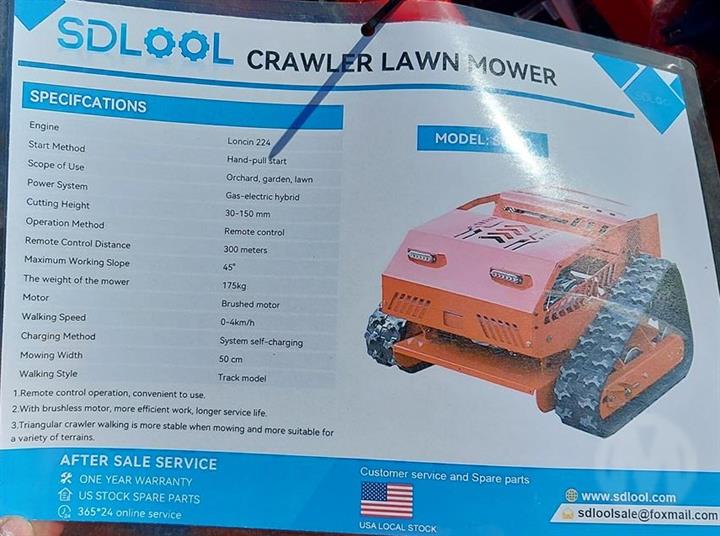 SDLOOL CRAWLER LAWN MOWER
SPECIFCATIONS
MODEL:
Engine Loncin 224
Start Method Hand-pull start
Scope of Use Orchard, garden, lawn
Power System Gas-electric hybrid
Cutting Height 30-150 mm
Operation Method Remote control
Remote Control Distance 300 meters
Maximum Working Slope 45°
The weight of the mower 175kg
Motor Brushed motor
Walking Speed 0-4km/h
Charging Method System self-charging
Mowing Width 50 cm
Walking Style Track model
1.Remote control operation, convenient to use.
2.With brushless motor, more efficient work, longer service life.
3.Triangular crawler walking is more stable when mowing and more suitable for
a variety of terrains.
AFTER SALE SERVICE
ONE YEAR WARRANTY
US STOCK SPARE PARTS
24 365*24 online service
Customer service and Spare parts
USA LOCAL STOCK
www.sdlool.com
sdloolsale@foxmail.com
SDLOOL
M